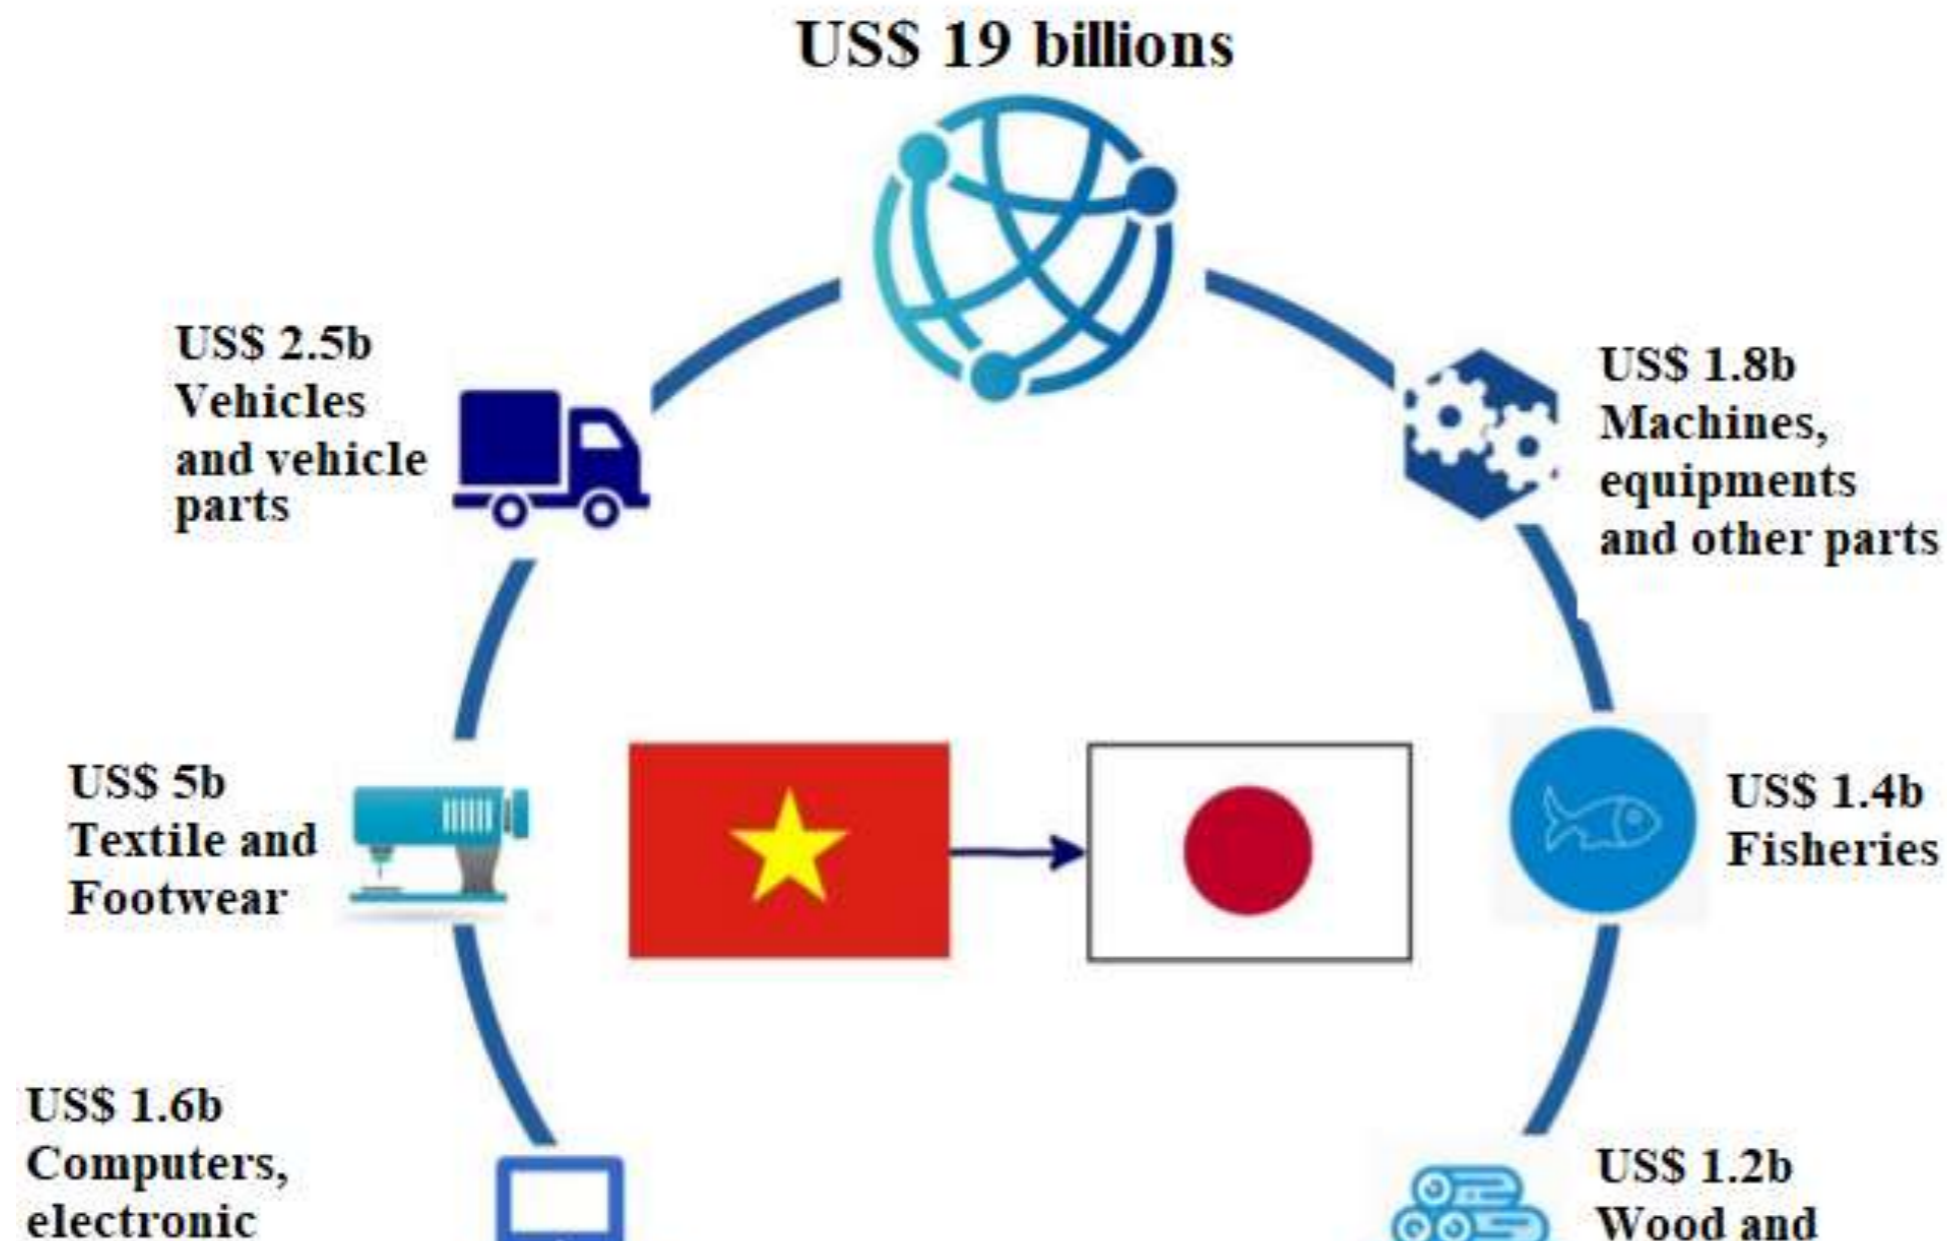 US$ 19 billions
US$ 2.5b
Vehicles
and vehicle
parts
US$ 1.8b
Machines,
equipments
and other parts
US$ 5b
Textile and
Footwear
US$ 1.4b
Fisheries
US$ 1.6b
Computers,
electronic
US$ 1.2b
Wood and